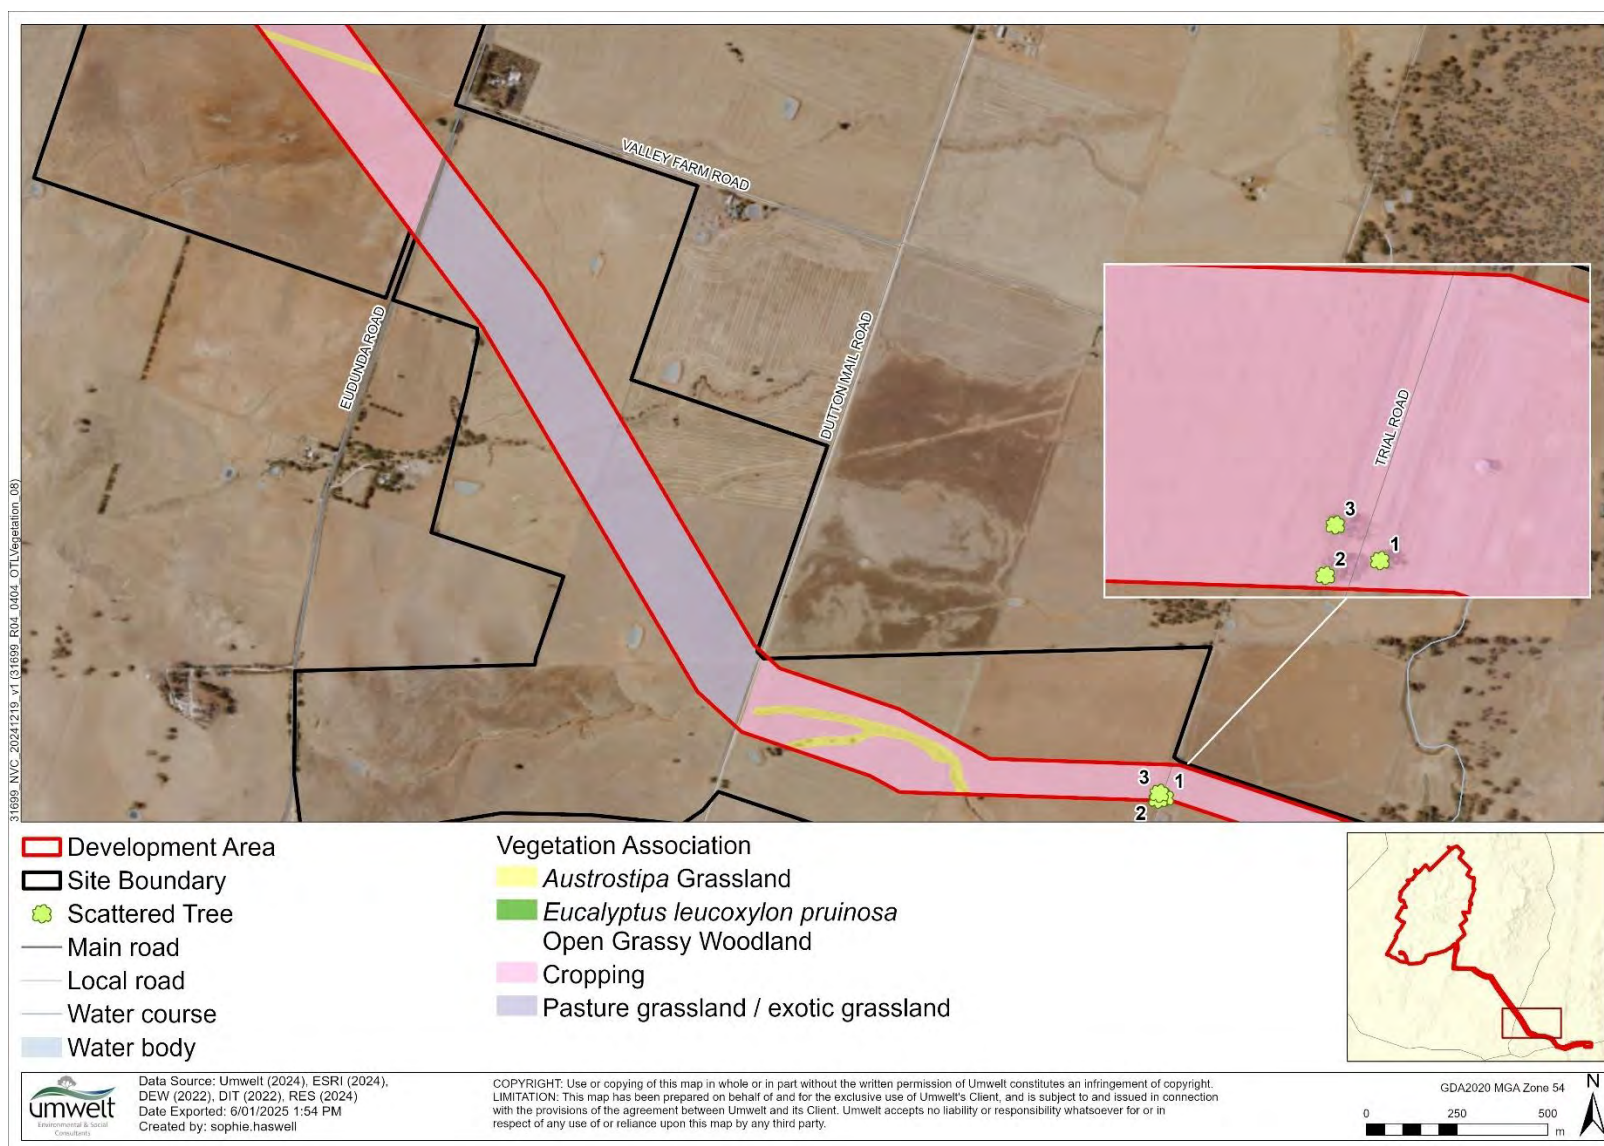 VALLEY FARM ROAD
EUDUNDA ROAD
DUTTON MAIL ROAD
TRIAL ROAD
3
1
2
3
1
2
31699_NVC_20241219_v1 (31699_R04_0404_OTLVegetation_08)
Development Area
Site Boundary
Scattered Tree
Main road
Local road
Water course
Water body
Vegetation Association
Austrostipa Grassland
Eucalyptus leucoxylon pruinosa
Open Grassy Woodland
Cropping
Pasture grassland / exotic grassland
umwelt
Environmental & Social
Consultants
Data Source: Umwelt (2024), ESRI (2024),
DEW (2022), DIT (2022), RES (2024)
Date Exported: 6/01/2025 1:54 PM
Created by: sophie.haswell
COPYRIGHT: Use or copying of this map in whole or in part without the written permission of Umwelt constitutes an infringement of copyright.
LIMITATION: This map has been prepared on behalf of and for the exclusive use of Umwelt's Client, and is subject to and issued in connection
with the provisions of the agreement between Umwelt and its Client. Umwelt accepts no liability or responsibility whatsoever for or in
respect of any use of or reliance upon this map by any third party.
GDA2020 MGA Zone 54
N
0 250 500
m